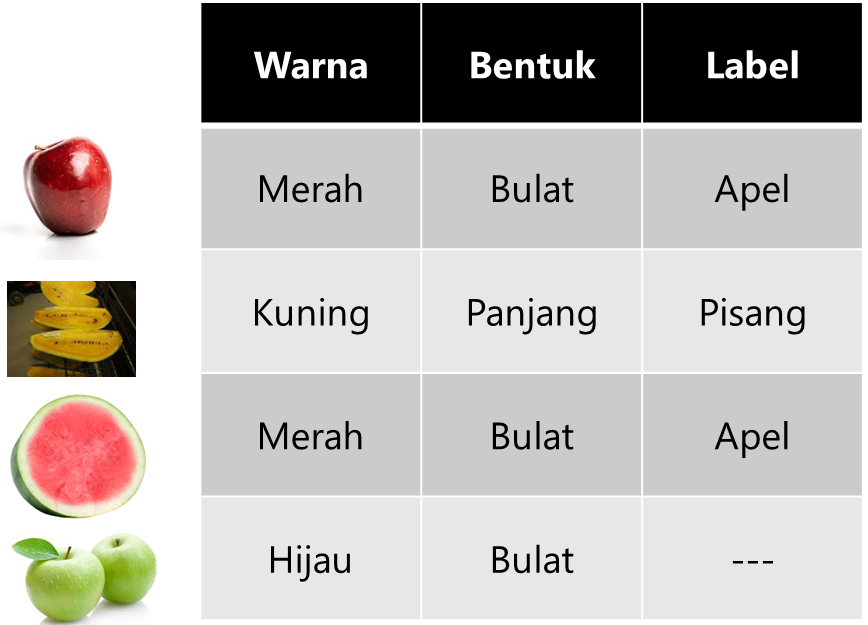 Warna Bentuk Label
Merah Bulat Apel
Kuning Panjang Pisang
Merah Bulat Apel
Hijau Bulat ---